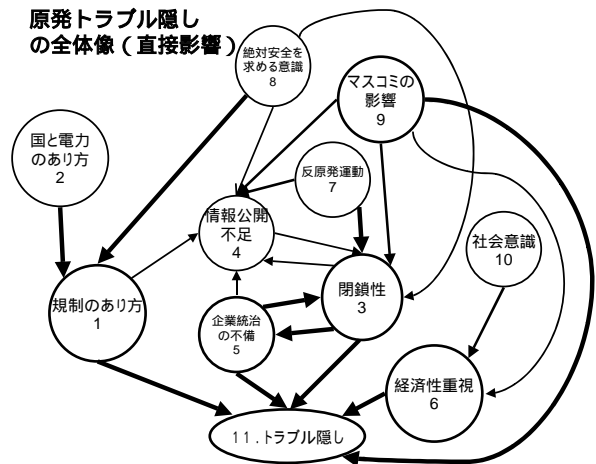 原発トラブル隠し
の全体像（直接影響）
絶対安全を
求める意識
8
マスコミの
影響
9
国と電力
のあり方
2
反原発運動
7
情報公開
不足
4
社会意識
10
規制のあり方
1
閉鎖性
3
企業統治
の不備
5
経済性重視
6
１１．トラブル隠し